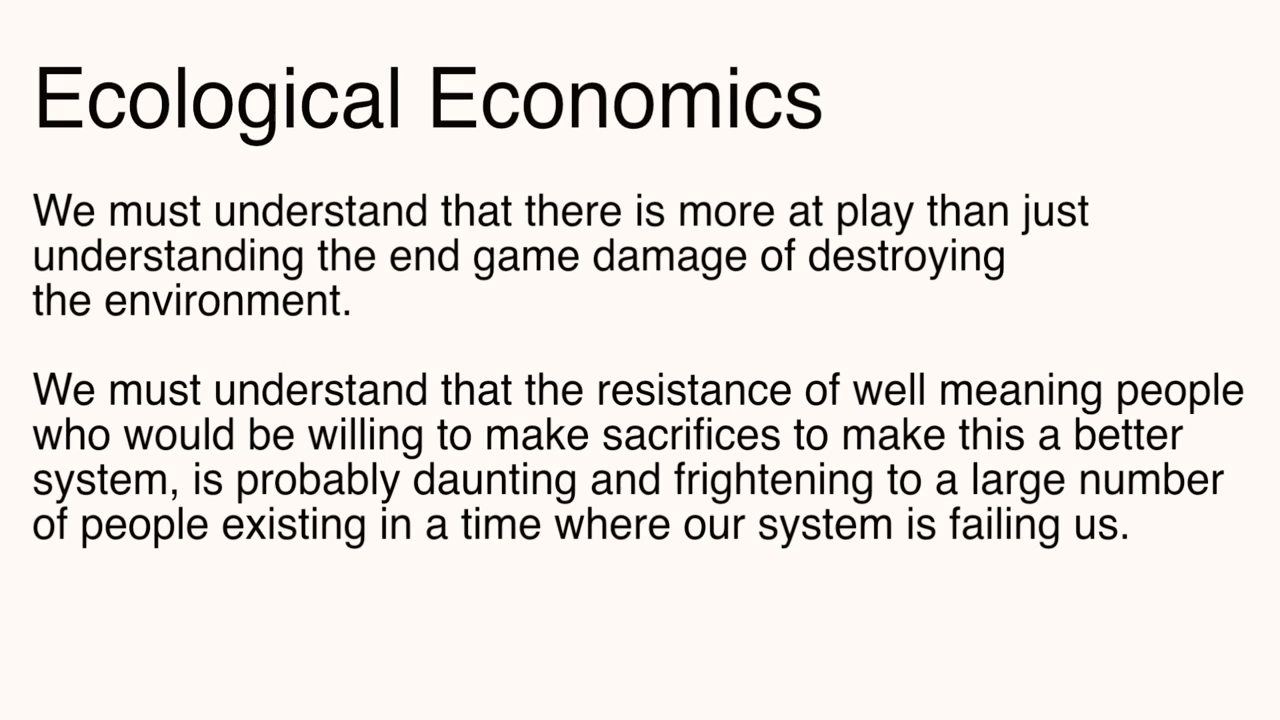 Ecological Economics
We must understand that there is more at play than just
understanding the end game damage of destroying
the environment.
We must understand that the resistance of well meaning people
who would be willing to make sacrifices to make this a better
system, is probably daunting and frightening to a large number
of people existing in a time where our system is failing us.